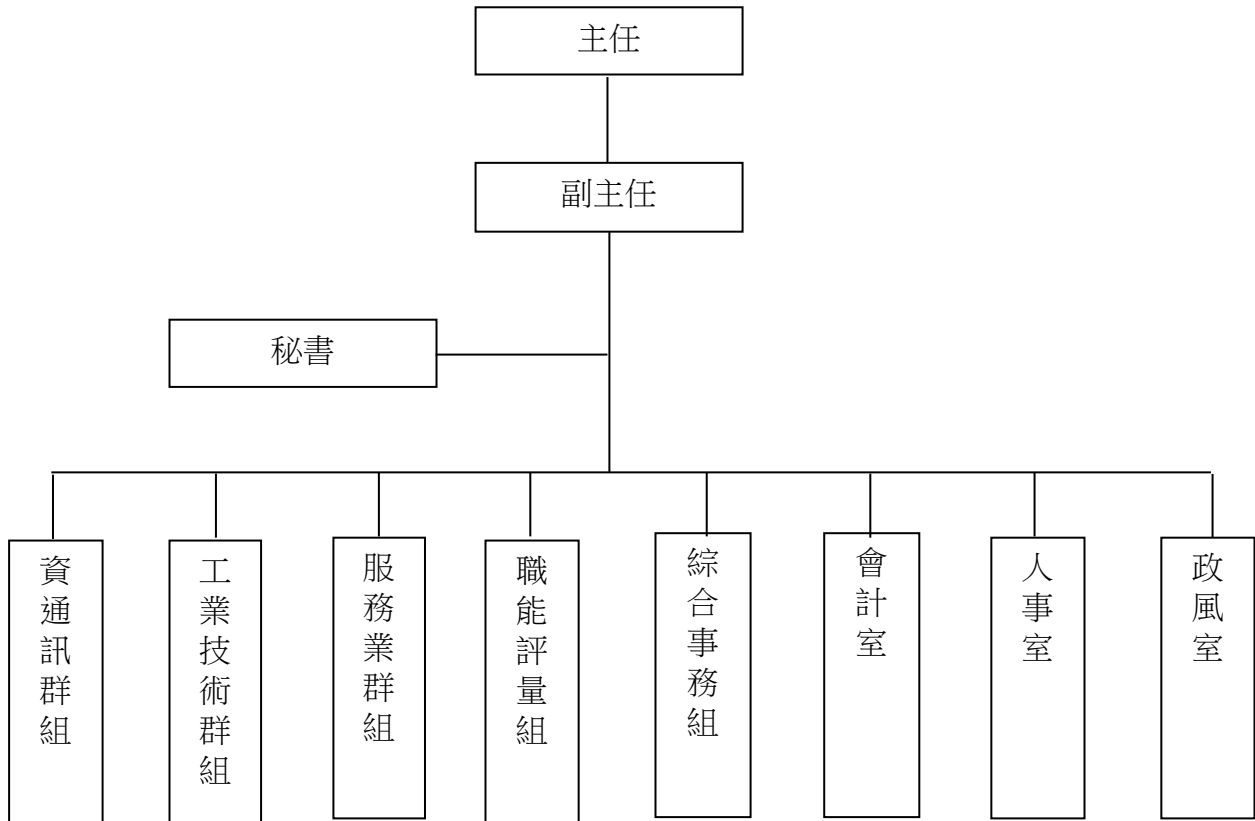 主任
副主任
秘書
資通訊群組
工業技術群組
服務業群組
職能評量組
綜合事務組
會計室
人事室
政風室